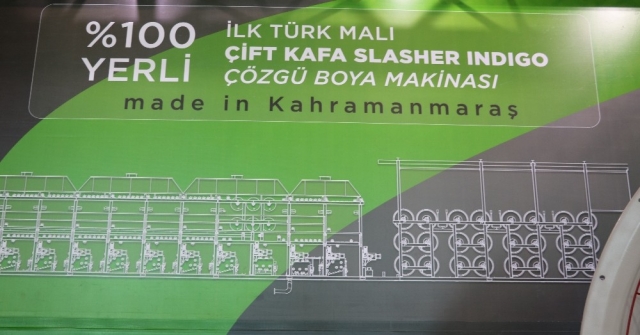 %100
YERLİ
İLK TÜRK MALI
ÇİFT KAFA SLASHER INDIGO
ÇÖZGÜ BOYA MAKİNASI
made in Kahramanmaraş